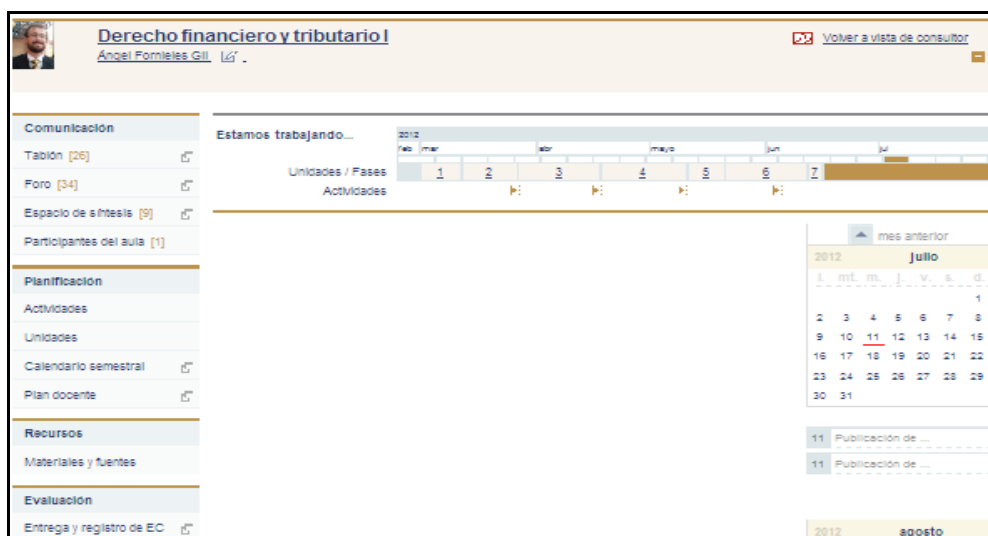 Derecho financiero y tributario I
Ángel Fornieles Gil
Volver a vista de consultor
Comunicación
Tablón [26]
Foro [34]
Espacio de síntesis [9]
Participantes del aula [1]
Planificación
Actividades
Unidades
Calendario semestral
Plan docente
Recursos
Materiales y fuentes
Evaluación
Entrega y registro de EC
Estamos trabajando...
2012
feb mar abr mayo jun jul
Unidades / Fases 1 2 3 4 5 6 7
Actividades
mes anterior
2012 julio
l. mt. m. j. v. s. d.
1
2 3 4 5 6 7 8
9 10 11 12 13 14 15
16 17 18 19 20 21 22
23 24 25 26 27 28 29
30 31
11 Publicación de ...
11 Publicación de ...
2012 agosto